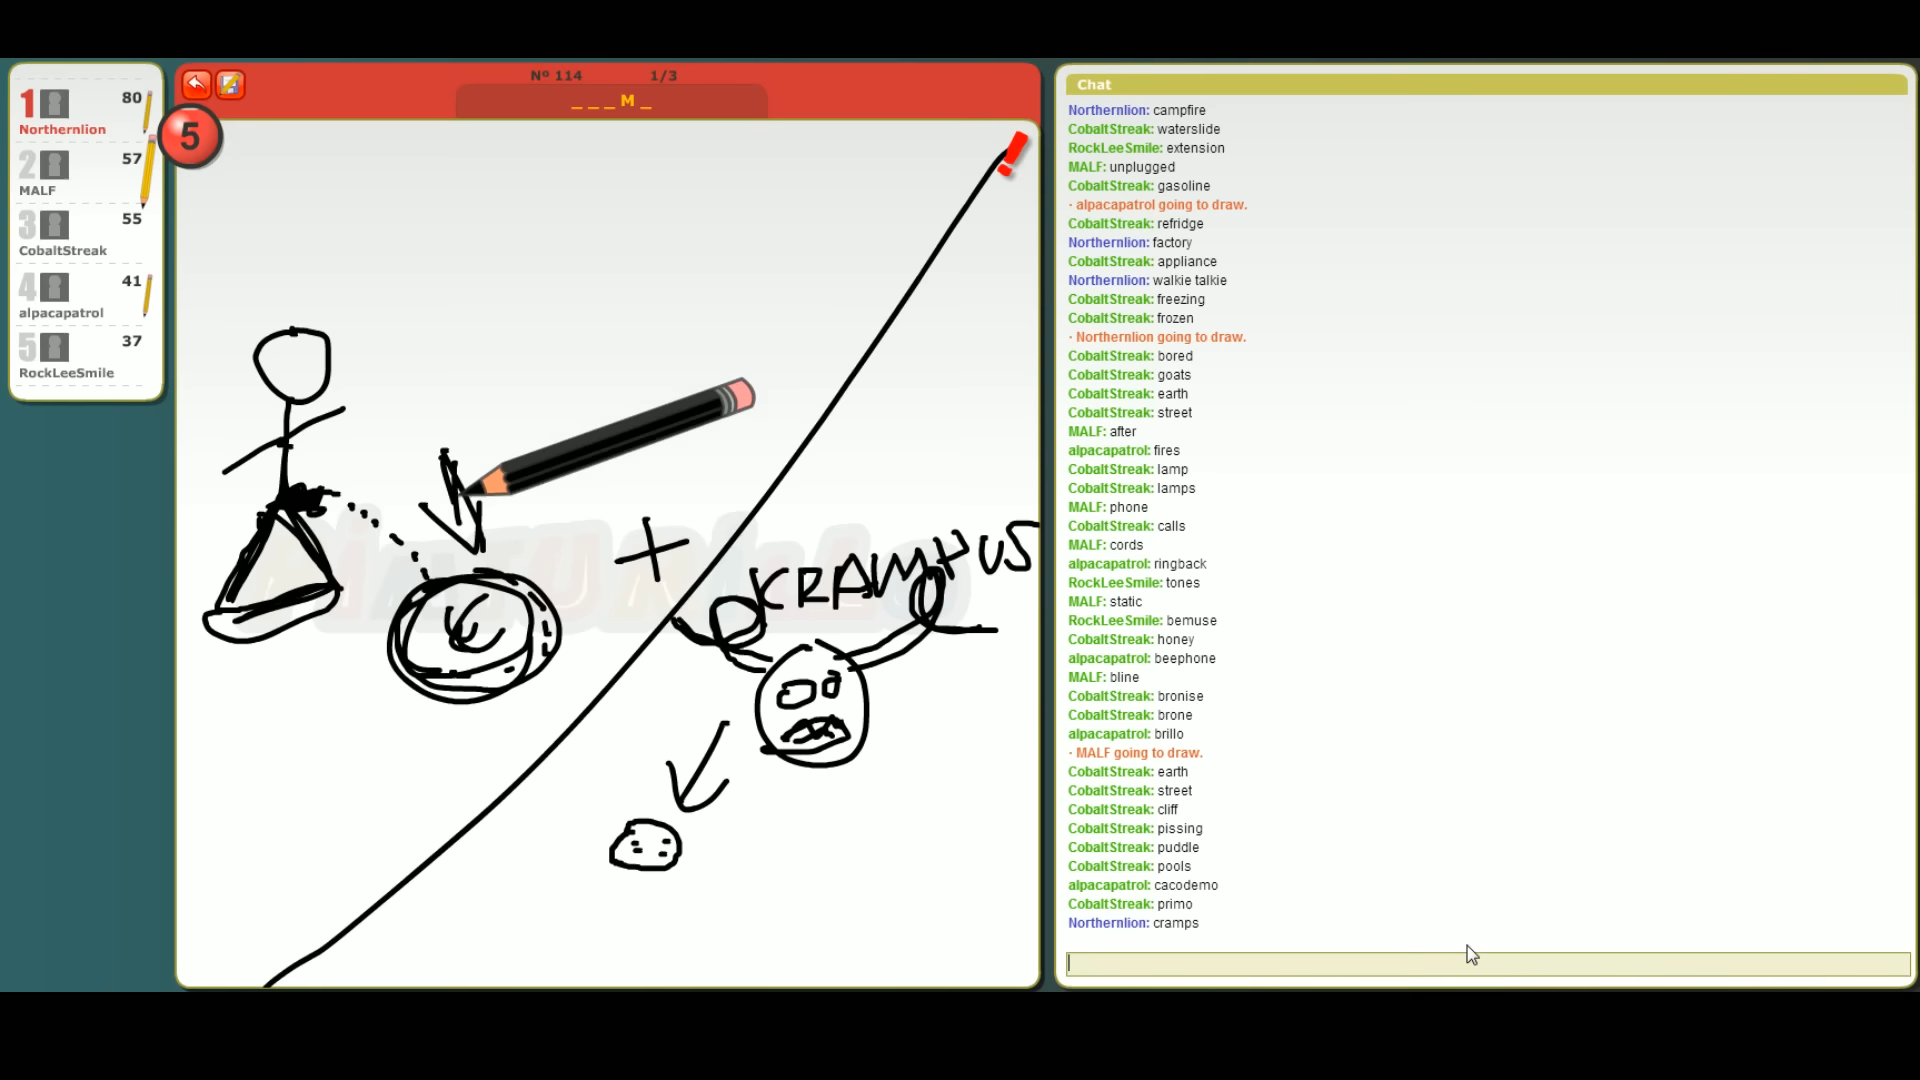 Nº 114 1/3
_ _ _ M _
5
1 80
Northernlion
2 57
MALF
3 55
CobaltStreak
4 41
alpacapatrol
5 37
RockLeeSmile
!
+ KRAMPUS
Chat
Northernlion: campfire
CobaltStreak: waterslide
RockLeeSmile: extension
MALF: unplugged
CobaltStreak: gasoline
· alpacapatrol going to draw.
CobaltStreak: refridge
Northernlion: factory
CobaltStreak: appliance
Northernlion: walkie talkie
CobaltStreak: freezing
CobaltStreak: frozen
· Northernlion going to draw.
CobaltStreak: bored
CobaltStreak: goats
CobaltStreak: earth
CobaltStreak: street
MALF: after
alpacapatrol: fires
CobaltStreak: lamp
CobaltStreak: lamps
MALF: phone
CobaltStreak: calls
MALF: cords
alpacapatrol: ringback
RockLeeSmile: tones
MALF: static
RockLeeSmile: bemuse
CobaltStreak: honey
alpacapatrol: beephone
MALF: bline
CobaltStreak: bronise
CobaltStreak: brone
alpacapatrol: brillo
· MALF going to draw.
CobaltStreak: earth
CobaltStreak: street
CobaltStreak: cliff
CobaltStreak: pissing
CobaltStreak: puddle
CobaltStreak: pools
alpacapatrol: cacodemo
CobaltStreak: primo
Northernlion: cramps